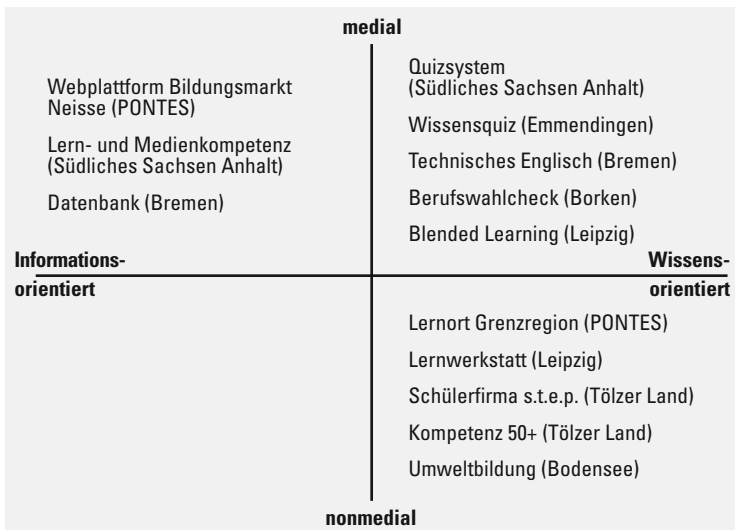 medial
Webplattform Bildungsmarkt
Neisse (PONTES)
Lern- und Medienkompetenz
(Südliches Sachsen Anhalt)
Datenbank (Bremen)
Quizsystem
(Südliches Sachsen Anhalt)
Wissensquiz (Emmendingen)
Technisches Englisch (Bremen)
Berufswahlcheck (Borken)
Blended Learning (Leipzig)
Informations-
orientiert
Wissens-
orientiert
Lernort Grenzregion (PONTES)
Lernwerkstatt (Leipzig)
Schülerfirma s.t.e.p. (Tölzer Land)
Kompetenz 50+ (Tölzer Land)
Umweltbildung (Bodensee)
nonmedial